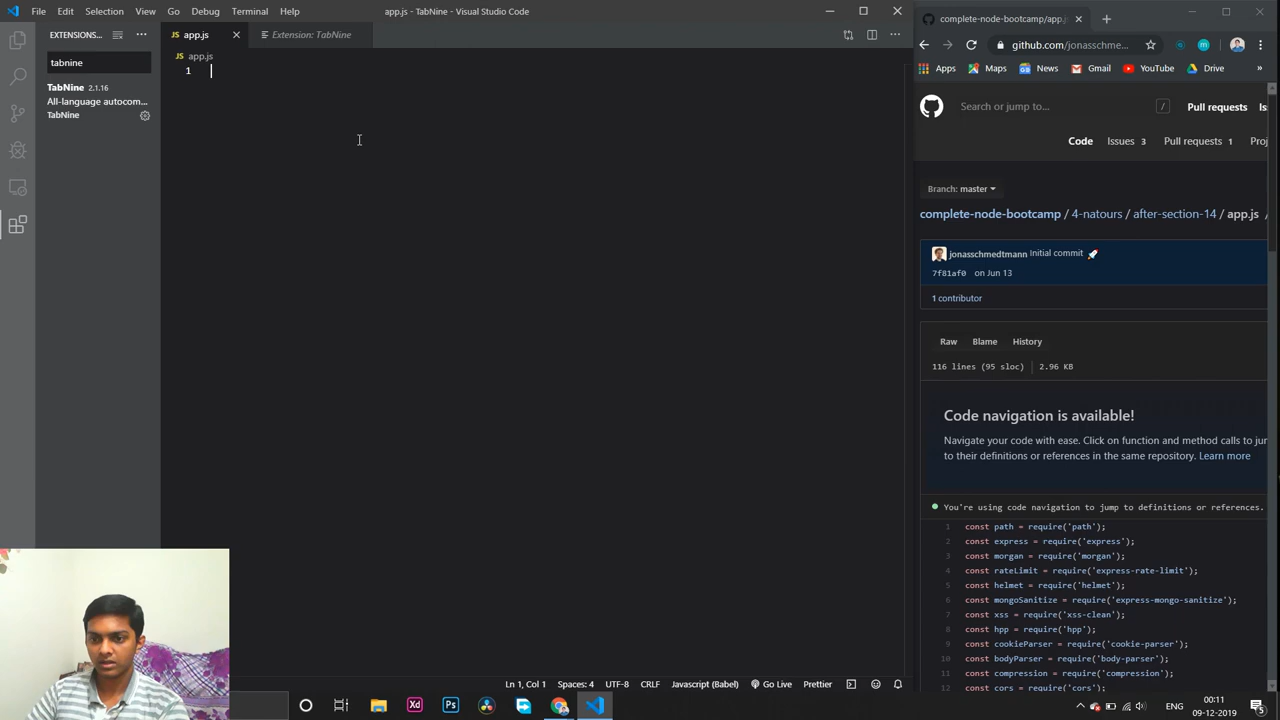 File Edit Selection View Go Debug Terminal Help
app.js - TabNine - Visual Studio Code
EXTENSIONS...
tabnine
TabNine 2.1.16
All-language autocom...
TabNine
JS app.js
Extension: TabNine
JS app.js
1
Ln 1, Col 1 Spaces: 4 UTF-8 CRLF Javascript (Babel) Go Live Prettier
complete-node-bootcamp/app.j
github.com/jonasschme...
Apps Maps News Gmail YouTube Drive
Search or jump to... /
Pull requests Is
Code Issues 3 Pull requests 1 Proj
Branch: master
complete-node-bootcamp / 4-natours / after-section-14 / app.js /
jonasschmedtmann Initial commit 🚀
7f81af0 on Jun 13
1 contributor
Raw Blame History
116 lines (95 sloc) 2.96 KB
Code navigation is available!
Navigate your code with ease. Click on function and method calls to jum
to their definitions or references in the same repository. Learn more
You're using code navigation to jump to definitions or references.
1 const path = require('path');
2 const express = require('express');
3 const morgan = require('morgan');
4 const rateLimit = require('express-rate-limit');
5 const helmet = require('helmet');
6 const mongoSanitize = require('express-mongo-sanitize');
7 const xss = require('xss-clean');
8 const hpp = require('hpp');
9 const cookieParser = require('cookie-parser');
10 const bodyParser = require('body-parser');
11 const compression = require('compression');
12 const cors = require('cors');
Xd Ps
00:11
09-12-2019